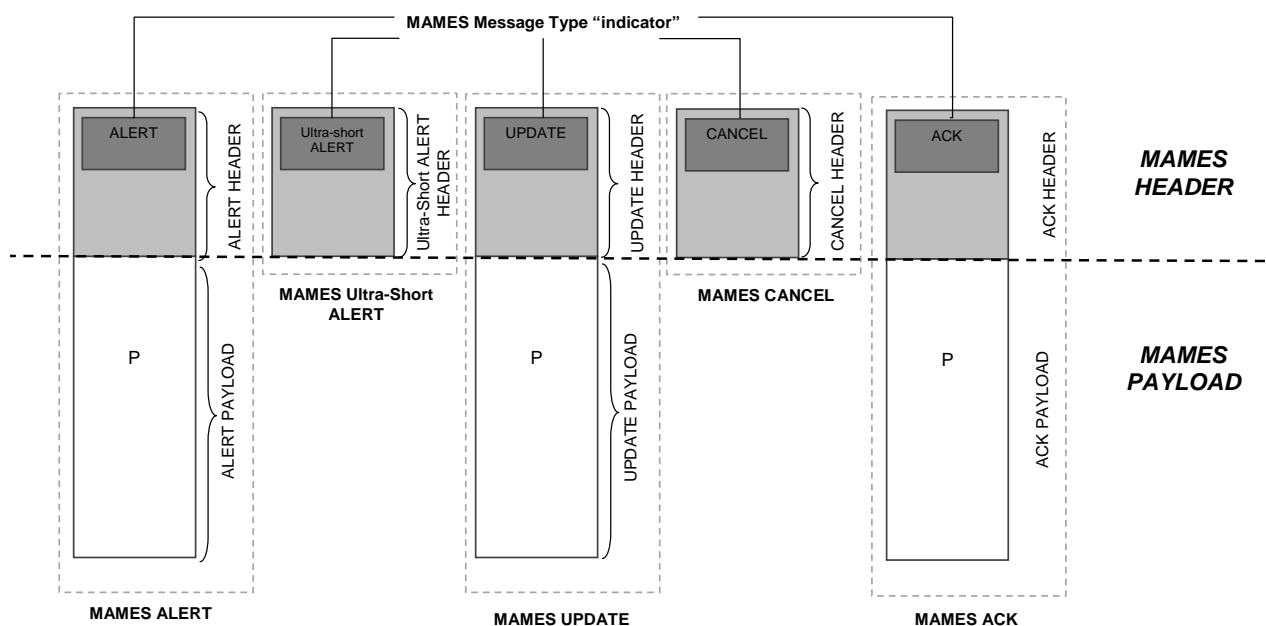 MAMES Message Type “indicator”
ALERT
Ultra-short
ALERT
UPDATE
CANCEL
ACK
ALERT HEADER
Ultra-Short ALERT
HEADER
UPDATE HEADER
CANCEL HEADER
ACK HEADER
MAMES
HEADER
MAMES Ultra-Short
ALERT
MAMES CANCEL
P
ALERT PAYLOAD
P
UPDATE PAYLOAD
P
ACK PAYLOAD
MAMES
PAYLOAD
MAMES ALERT
MAMES UPDATE
MAMES ACK